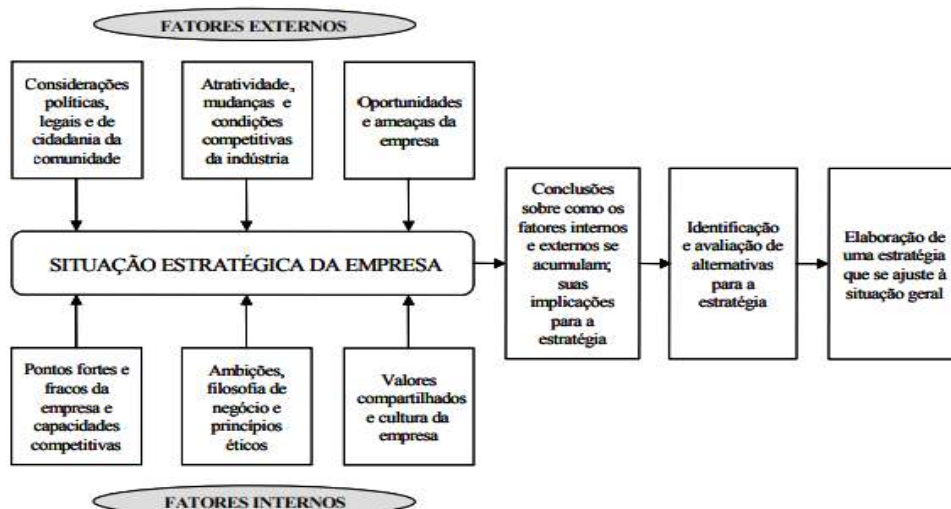 FATORES EXTERNOS
Considerações
políticas,
legais e de
cidadania da
comunidade
Atratividade,
mudanças e
condições
competitivas
da indústria
Oportunidades
e ameaças da
empresa
SITUAÇÃO ESTRATÉGICA DA EMPRESA
Conclusões
sobre como os
fatores internos
e externos se
acumulam;
suas
implicações
para a
estratégia
Identificação
e avaliação de
alternativas
para a
estratégia
Elaboração de
uma estratégia
que se ajuste à
situação geral
Pontos fortes e
fracos da
empresa e
capacidades
competitivas
Ambições,
filosofia de
negócio e
princípios
éticos
Valores
compartilhados
e cultura da
empresa
FATORES INTERNOS